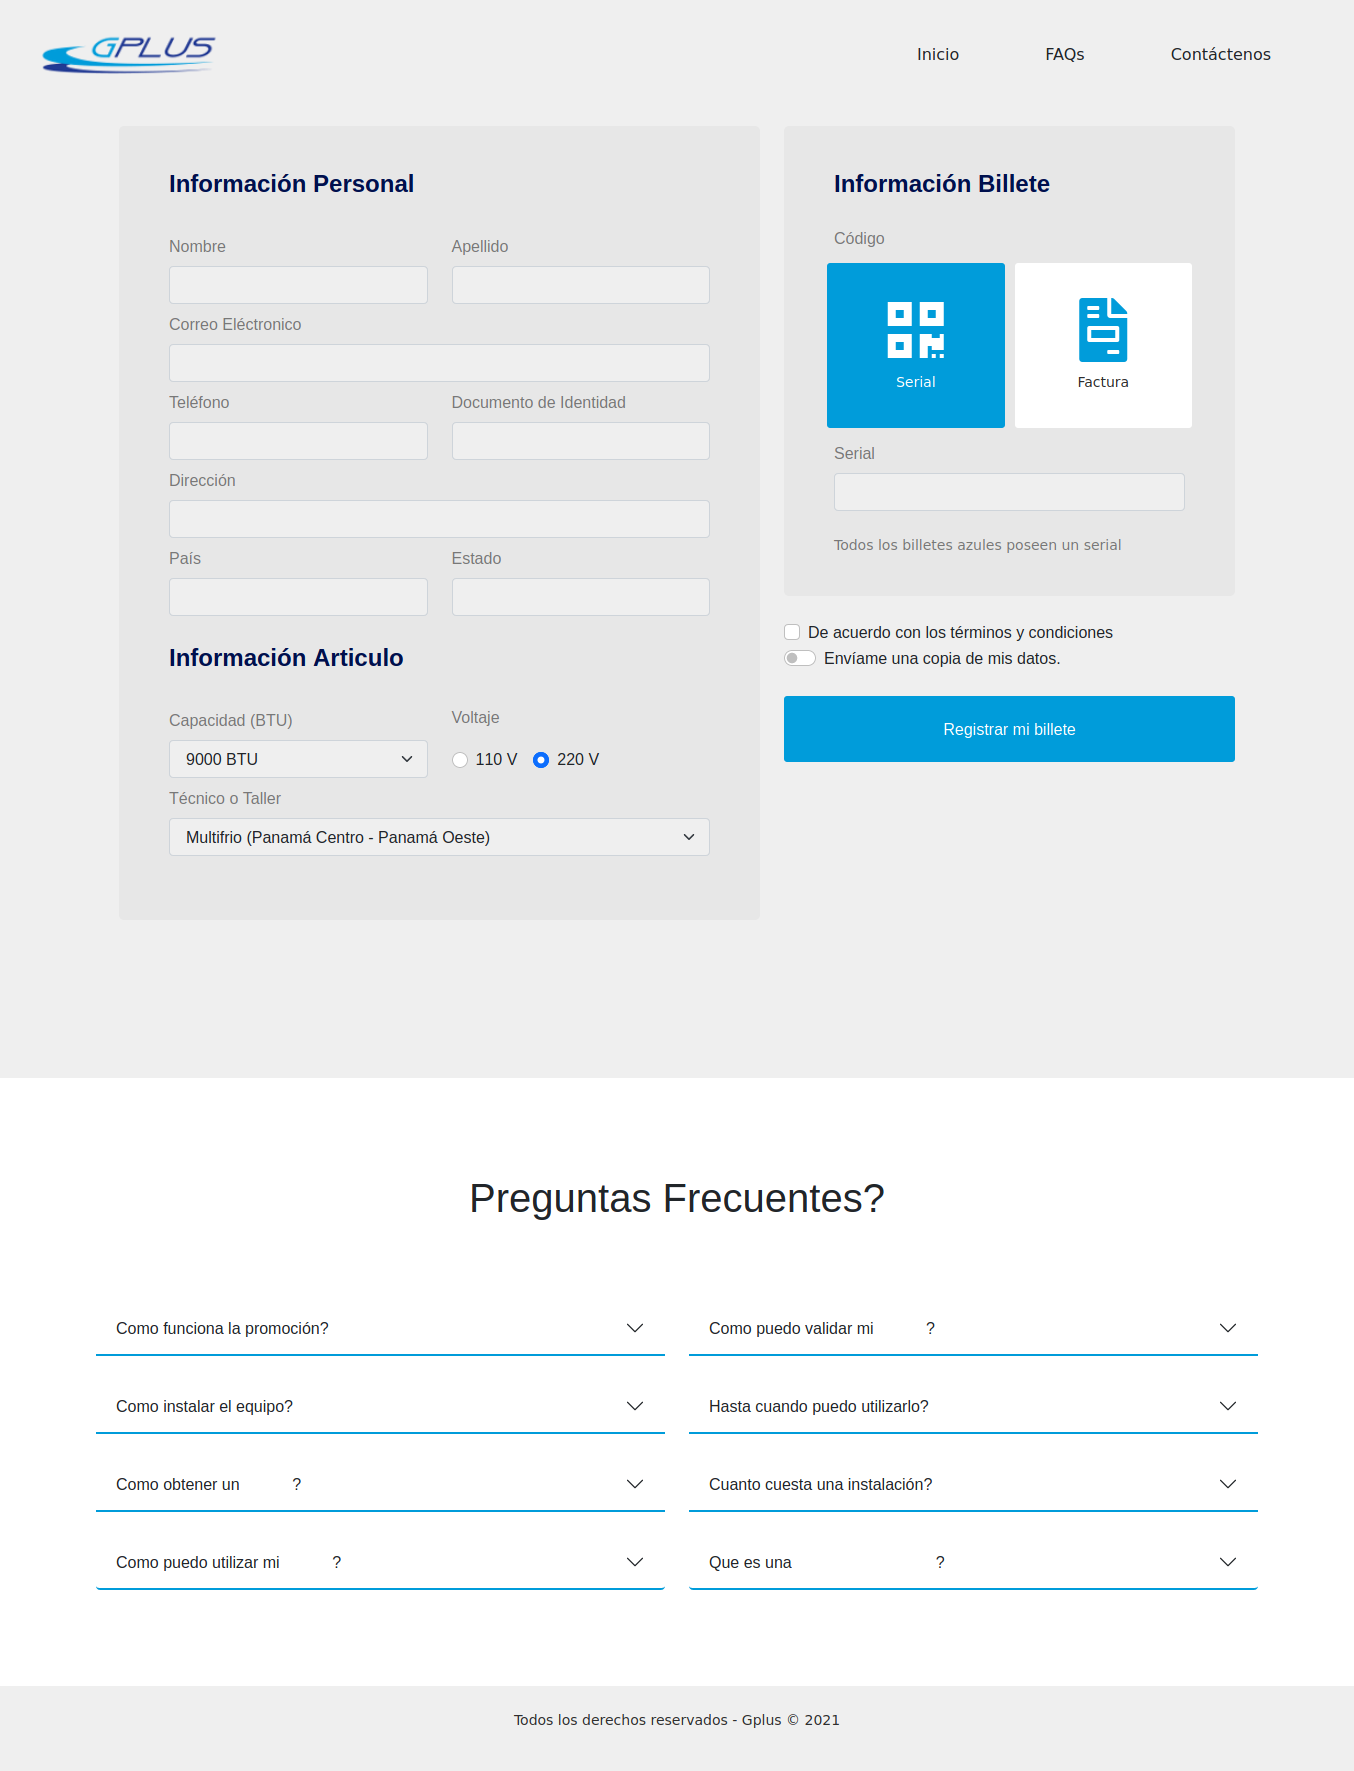 GPLUS
Inicio FAQs Contáctenos
Información Personal
Nombre Apellido
Correo Eléctronico
Teléfono Documento de Identidad
Dirección
País Estado
Información Articulo
Capacidad (BTU) Voltaje
9000 BTU 110 V 220 V
Técnico o Taller
Multifrio (Panamá Centro - Panamá Oeste)
Información Billete
Código
Serial Factura
Serial
Todos los billetes azules poseen un serial
De acuerdo con los términos y condiciones
Envíame una copia de mis datos.
Registrar mi billete
Preguntas Frecuentes?
Como funciona la promoción?
Como instalar el equipo?
Como obtener un ?
Como puedo utilizar mi ?
Como puedo validar mi ?
Hasta cuando puedo utilizarlo?
Cuanto cuesta una instalación?
Que es una ?
Todos los derechos reservados - Gplus © 2021